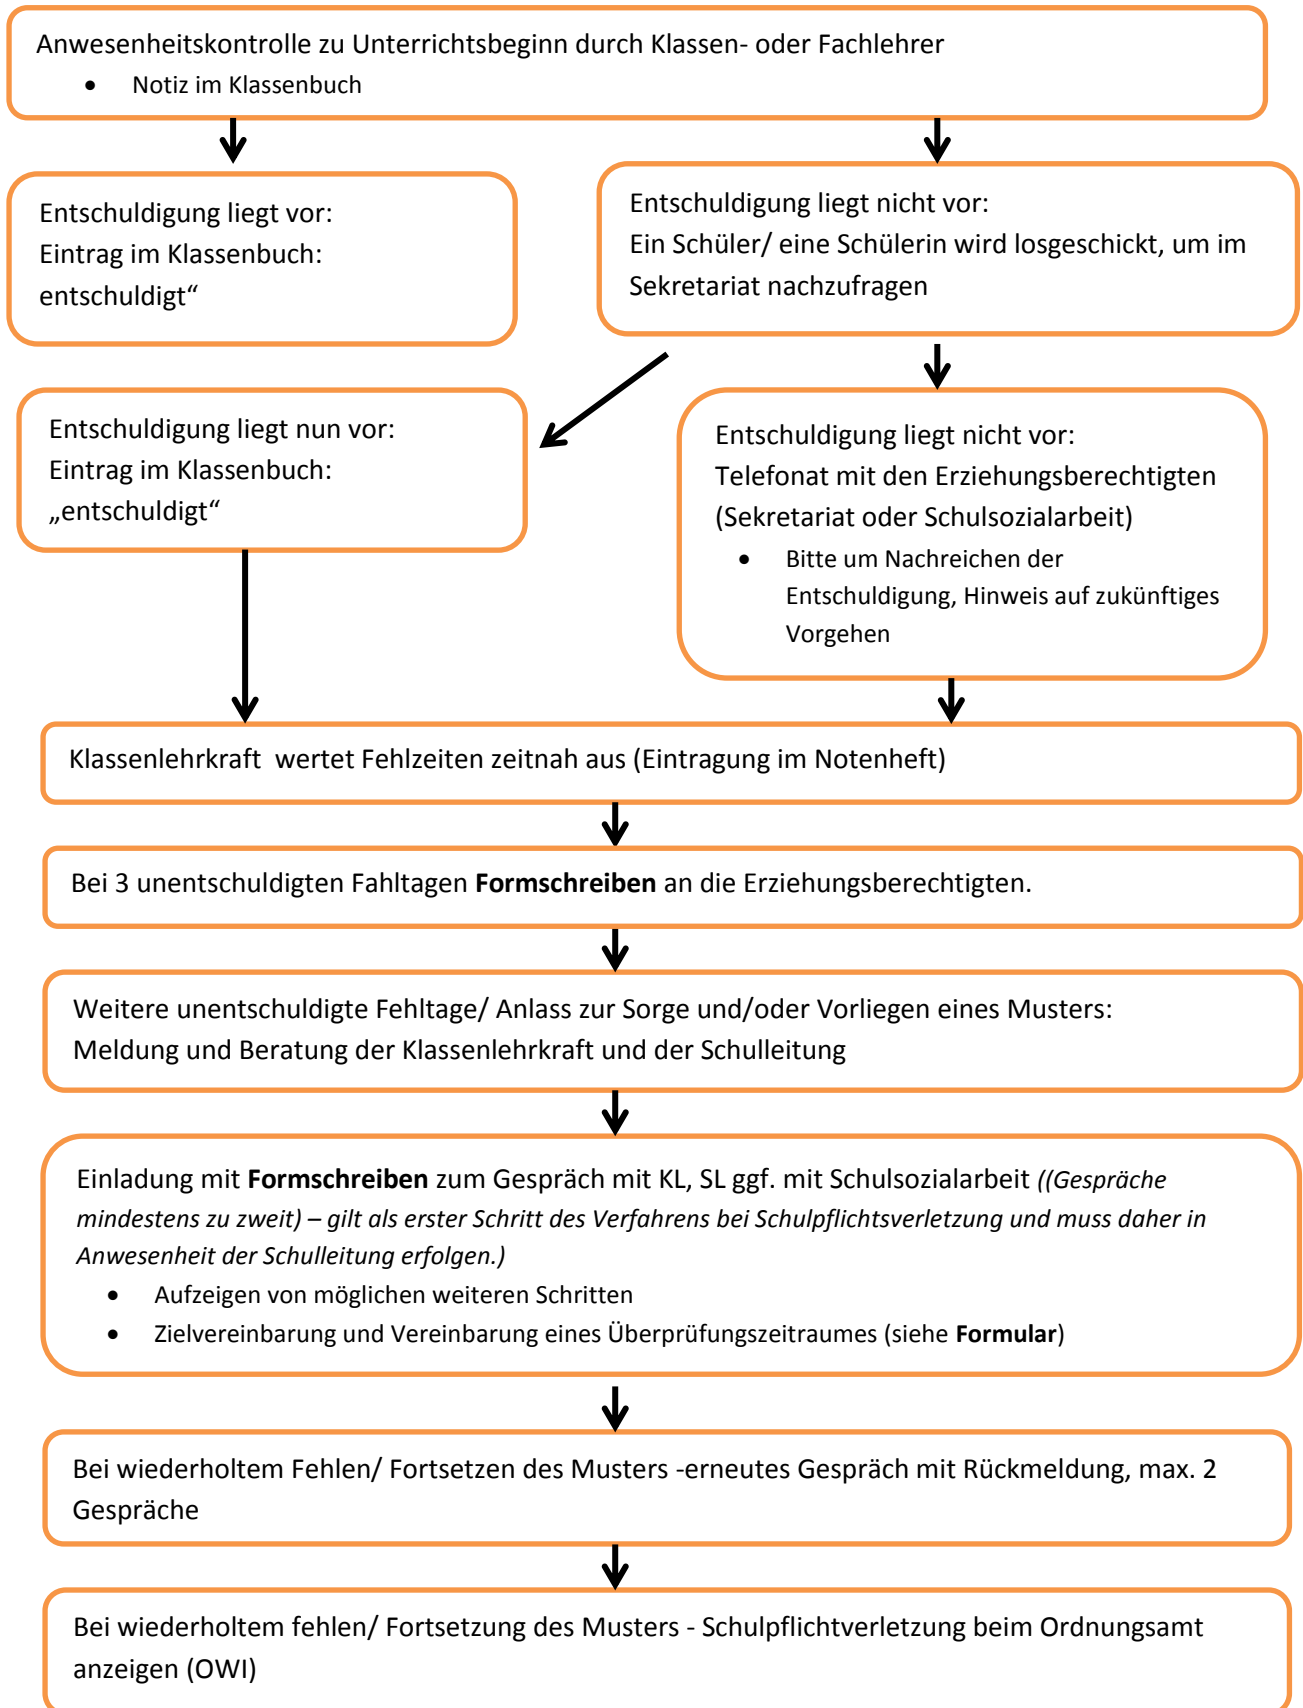 Anwesenheitskontrolle zu Unterrichtsbeginn durch Klassen- oder Fachlehrer
• Notiz im Klassenbuch
Entschuldigung liegt vor:
Eintrag im Klassenbuch:
entschuldigt“
Entschuldigung liegt nicht vor:
Ein Schüler/ eine Schülerin wird losgeschickt, um im
Sekretariat nachzufragen
Entschuldigung liegt nun vor:
Eintrag im Klassenbuch:
„entschuldigt“
Entschuldigung liegt nicht vor:
Telefonat mit den Erziehungsberechtigten
(Sekretariat oder Schulsozialarbeit)
• Bitte um Nachreichen der
Entschuldigung, Hinweis auf zukünftiges
Vorgehen
Klassenlehrkraft  wertet Fehlzeiten zeitnah aus (Eintragung im Notenheft)
Bei 3 unentschuldigten Fahltagen Formschreiben an die Erziehungsberechtigten.
Weitere unentschuldigte Fehltage/ Anlass zur Sorge und/oder Vorliegen eines Musters:
Meldung und Beratung der Klassenlehrkraft und der Schulleitung
Einladung mit Formschreiben zum Gespräch mit KL, SL ggf. mit Schulsozialarbeit ((Gespräche
mindestens zu zweit) – gilt als erster Schritt des Verfahrens bei Schulpflichtsverletzung und muss daher in
Anwesenheit der Schulleitung erfolgen.)
• Aufzeigen von möglichen weiteren Schritten
• Zielvereinbarung und Vereinbarung eines Überprüfungszeitraumes (siehe Formular)
Bei wiederholtem Fehlen/ Fortsetzen des Musters -erneutes Gespräch mit Rückmeldung, max. 2
Gespräche
Bei wiederholtem fehlen/ Fortsetzung des Musters - Schulpflichtverletzung beim Ordnungsamt
anzeigen (OWI)